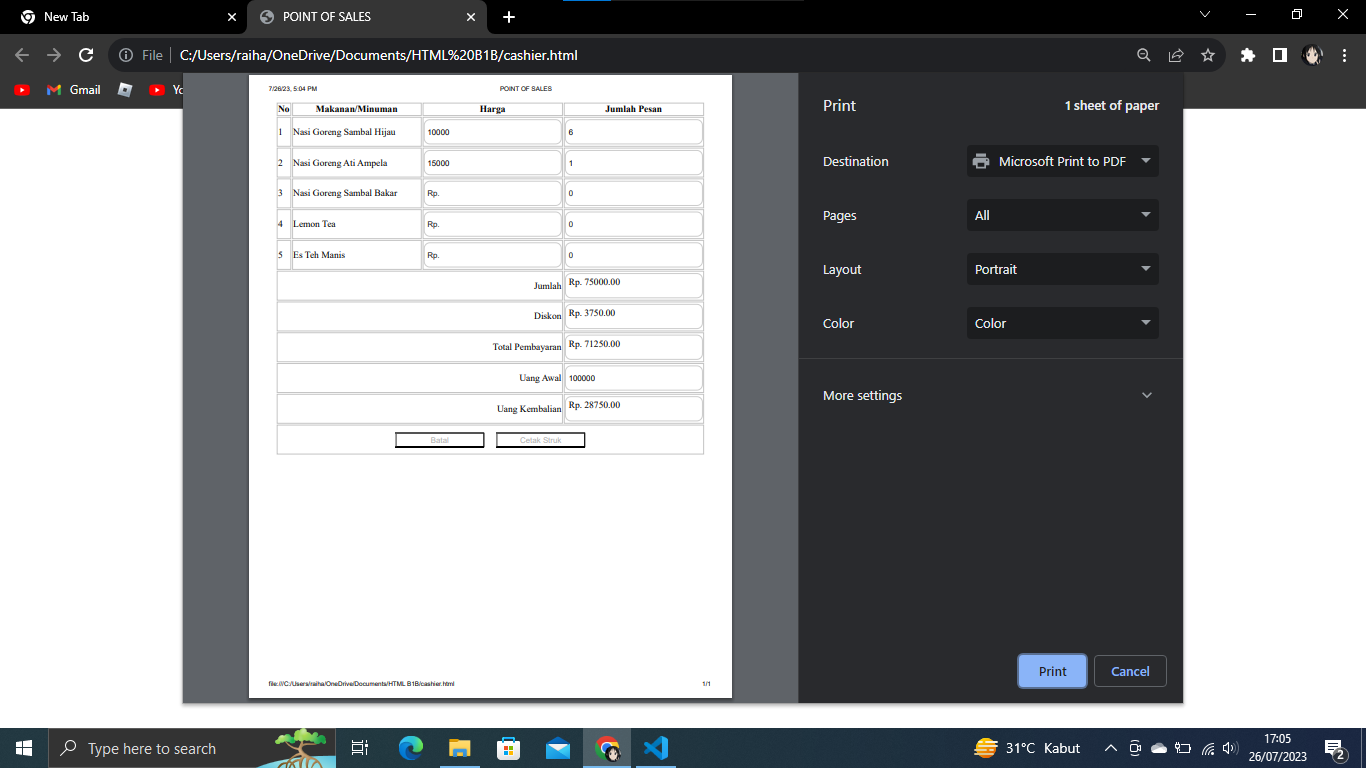 New Tab
POINT OF SALES
File
C:/Users/raiha/OneDrive/Documents/HTML%20B1B/cashier.html
Gmail
Yo
7/26/23, 5:04 PM POINT OF SALES
No Makanan/Minuman Harga Jumlah Pesan
1 Nasi Goreng Sambal Hijau 10000 6
2 Nasi Goreng Ati Ampela 15000 1
3 Nasi Goreng Sambal Bakar Rp. 0
4 Lemon Tea Rp. 0
5 Es Teh Manis Rp. 0
Jumlah Rp. 75000.00
Diskon Rp. 3750.00
Total Pembayaran Rp. 71250.00
Uang Awal 100000
Uang Kembalian Rp. 28750.00
Batal Cetak Struk
file:///C:/Users/raiha/OneDrive/Documents/HTML B1B/cashier.html 1/1
Print 1 sheet of paper
Destination Microsoft Print to PDF
Pages All
Layout Portrait
Color Color
More settings
Print Cancel
Type here to search
31°C Kabut
17:05
26/07/2023
2